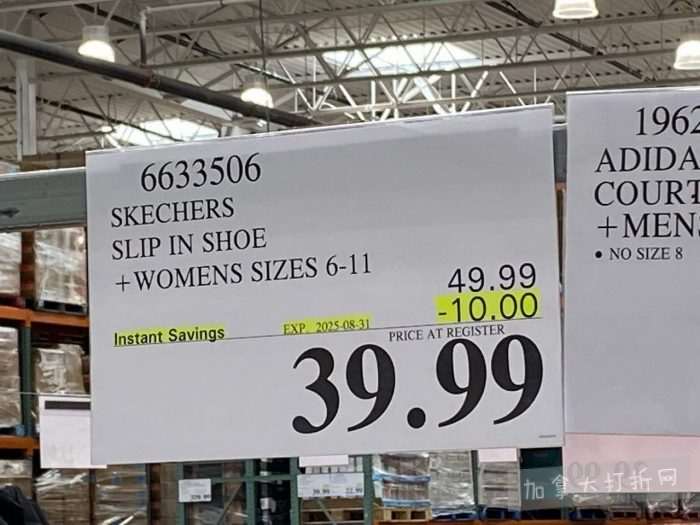 6633506
SKECHERS
SLIP IN SHOE
+WOMENS SIZES 6-11
49.99
-10.00
Instant Savings EXP. 2025-08-31
PRICE AT REGISTER
39.99
1962
ADIDA
COURT
+MENS
• NO SIZE 8
加拿大打折网